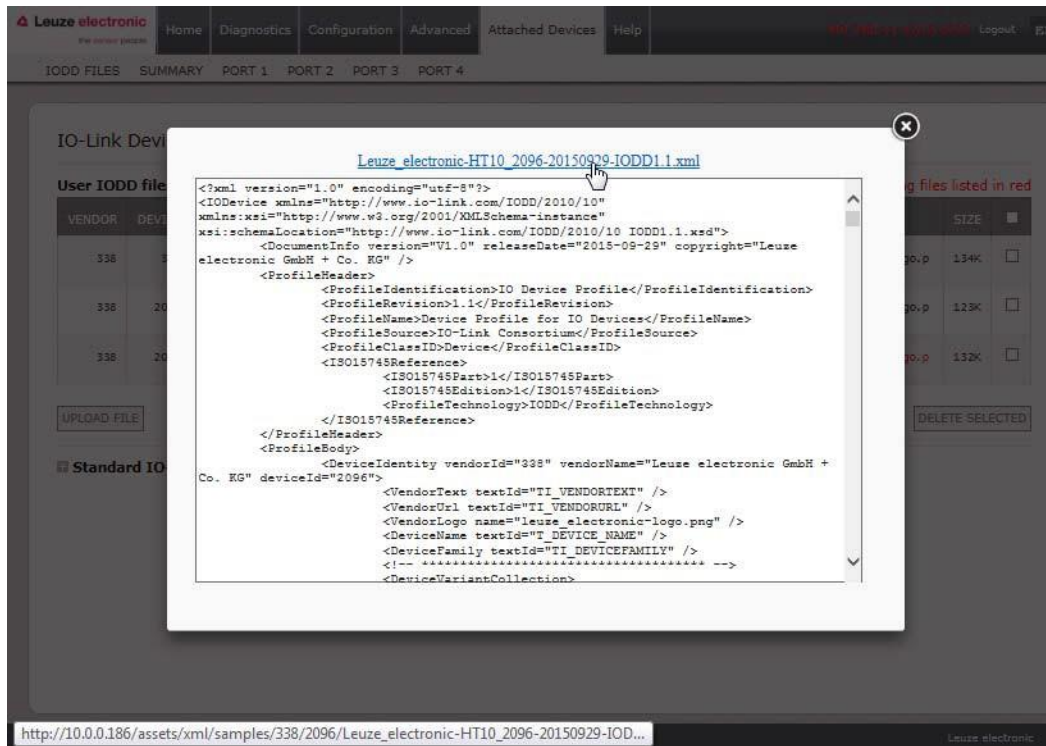 Leuze electronic
the sensor people
Home Diagnostics Configuration Advanced Attached Devices Help
Logout
IODD FILES SUMMARY PORT 1 PORT 2 PORT 3 PORT 4
IO-Link Devi
Leuze_electronic-HT10_2096-20150929-IODD1.1.xml
User IODD file
g files listed in red
VENDOR DEVI
SIZE
338
go.p 134K
338 20
go.p 123K
338 20
go.p 132K
UPLOAD FILE
DELETE SELECTED
Standard IO-
<?xml version="1.0" encoding="utf-8"?>
<IODevice xmlns="http://www.io-link.com/IODD/2010/10"
xmlns:xsi="http://www.w3.org/2001/XMLSchema-instance"
xsi:schemaLocation="http://www.io-link.com/IODD/2010/10 IODD1.1.xsd">
<DocumentInfo version="V1.0" releaseDate="2015-09-29" copyright="Leuze
electronic GmbH + Co. KG" />
<ProfileHeader>
<ProfileIdentification>IO Device Profile</ProfileIdentification>
<ProfileRevision>1.1</ProfileRevision>
<ProfileName>Device Profile for IO Devices</ProfileName>
<ProfileSource>IO-Link Consortium</ProfileSource>
<ProfileClassID>Device</ProfileClassID>
<ISO15745Reference>
<ISO15745Part>1</ISO15745Part>
<ISO15745Edition>1</ISO15745Edition>
<ProfileTechnology>IODD</ProfileTechnology>
</ISO15745Reference>
</ProfileHeader>
<ProfileBody>
<DeviceIdentity vendorId="338" vendorName="Leuze electronic GmbH +
Co. KG" deviceId="2096">
<VendorText textId="TI_VENDORTEXT" />
<VendorUrl textId="TI_VENDORURL" />
<VendorLogo name="leuze_electronic-logo.png" />
<DeviceName textId="T_DEVICE_NAME" />
<DeviceFamily textId="TI_DEVICEFAMILY" />
<!-- ************************************* -->
<DeviceVariantCollection>
http://10.0.0.186/assets/xml/samples/338/2096/Leuze_electronic-HT10_2096-20150929-IOD...
Leuze electronic